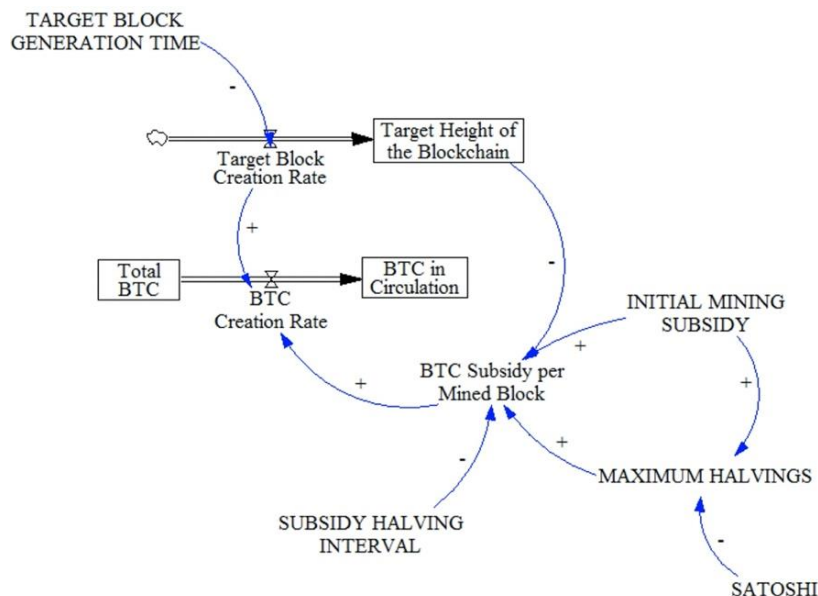 TARGET BLOCK
GENERATION TIME
-
Target Height of
the Blockchain
Target Block
Creation Rate
+
-
Total
BTC
BTC in
Circulation
BTC
Creation Rate
INITIAL MINING
SUBSIDY
+
BTC Subsidy per
Mined Block
+
+
+
-
MAXIMUM HALVINGS
SUBSIDY HALVING
INTERVAL
-
SATOSHI